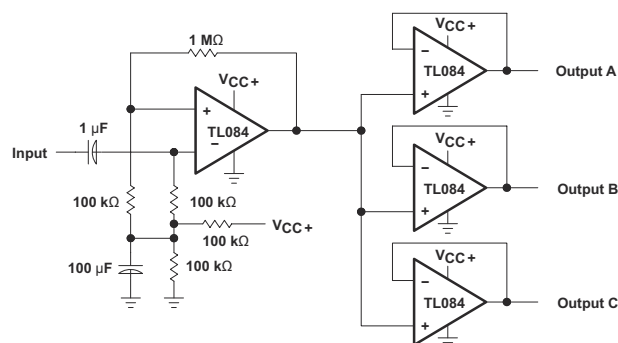 1 MΩ
VCC+
+
TL084
−
1 µF
Input
100 kΩ
100 kΩ
100 kΩ
VCC+
100 µF
100 kΩ
VCC+
−
TL084
+
Output A
VCC+
−
TL084
+
Output B
VCC+
−
TL084
+
Output C